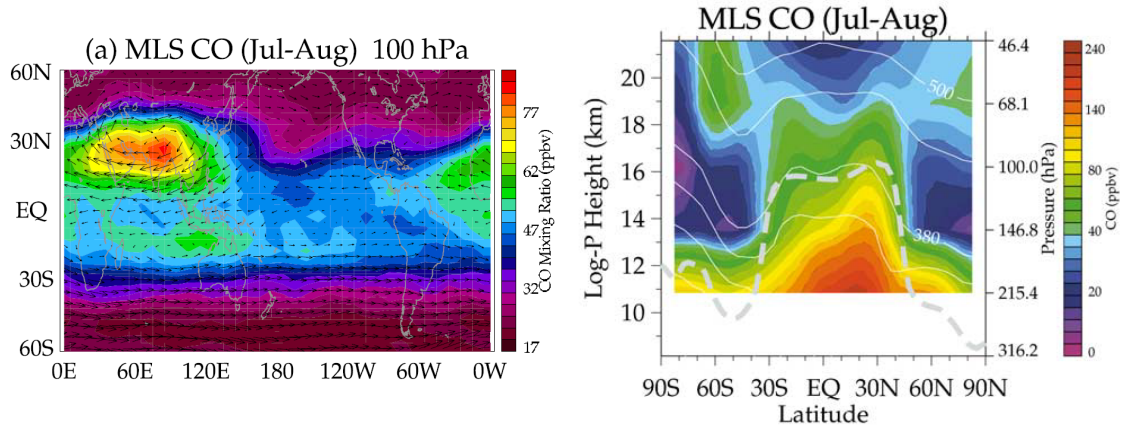 (a) MLS CO (Jul-Aug) 100 hPa
60N
30N
EQ
30S
60S
0E 60E 120E 180 120W 60W 0W
77
62
47
32
17
CO Mixing Ratio (ppbv)
MLS CO (Jul-Aug)
Log-P Height (km)
20
18
16
14
12
10
500
380
46.4
68.1
100.0
146.8
215.4
316.2
Pressure (hPa)
90S 60S 30S EQ 30N 60N 90N
Latitude
CO (ppbv)
240
140
80
40
20
0